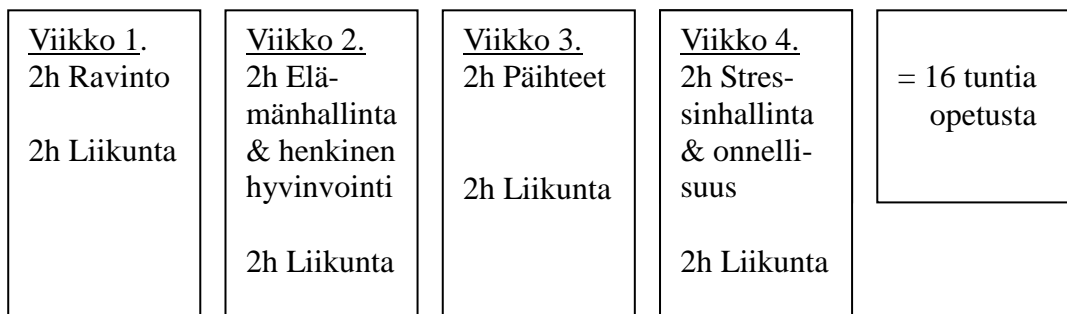 Viikko 1.
2h Ravinto
2h Liikunta
Viikko 2.
2h Elä-
mänhallinta
& henkinen
hyvinvointi
2h Liikunta
Viikko 3.
2h Päihteet
2h Liikunta
Viikko 4.
2h Stres-
sinhallinta
& onnelli-
suus
2h Liikunta
= 16 tuntia
opetusta